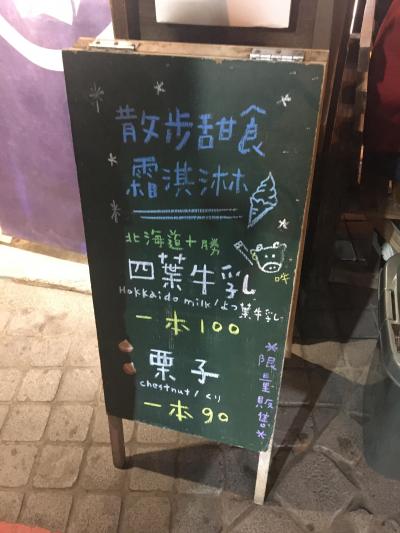 散步甜食
霜淇淋
北海道十勝
四葉牛乳
Hokkaido milk/よつ葉牛乳
一本100
栗子
chestnut/くり
一本90
*限量販售*